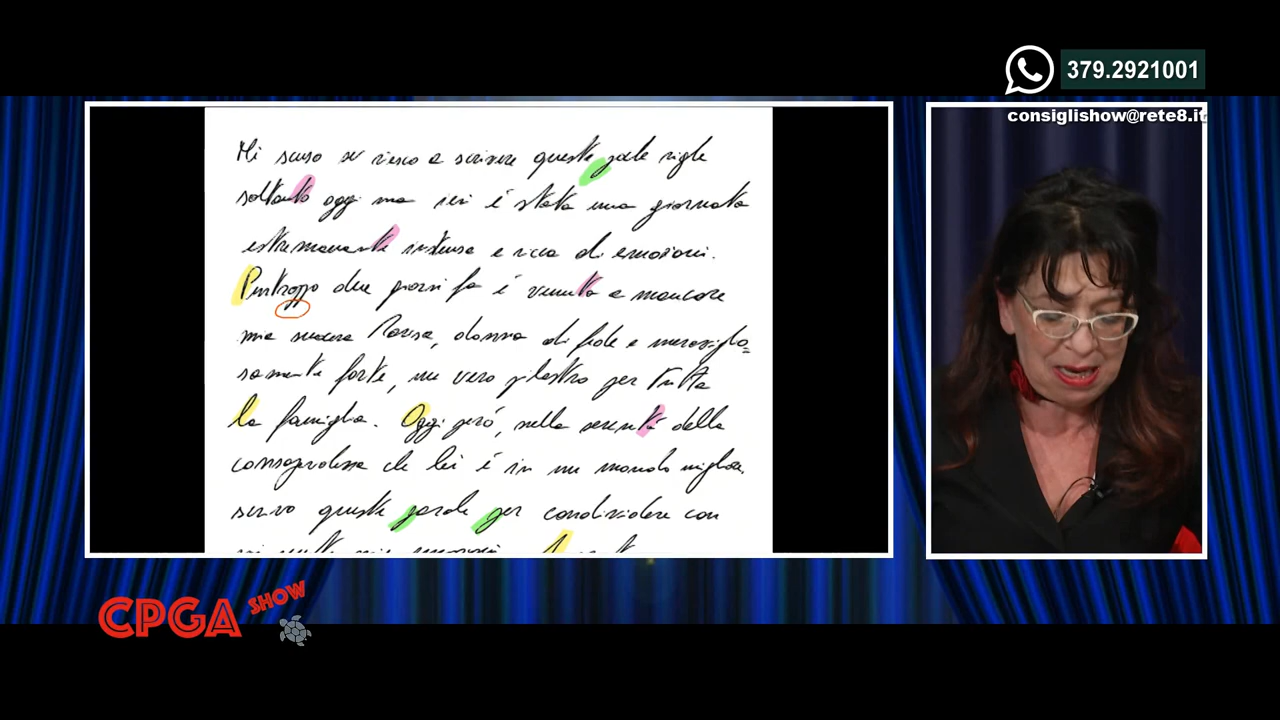 379.2921001
consiglishow@rete8.it
Mi scuso se riesco a scrivere queste poche righe
soltanto oggi ma ieri è stata una giornata
estremamente intensa e ricca di emozioni.
Purtroppo due giorni fa è venuta a mancare
mia suocera, donna di fede e meraviglio=
samente forte, un vero pilastro per tutta
la famiglia. Oggi però, nella serenità della
consapevolezza che lei è in un mondo migliore,
scrivo queste parole per condividere con
CPGA SHOW